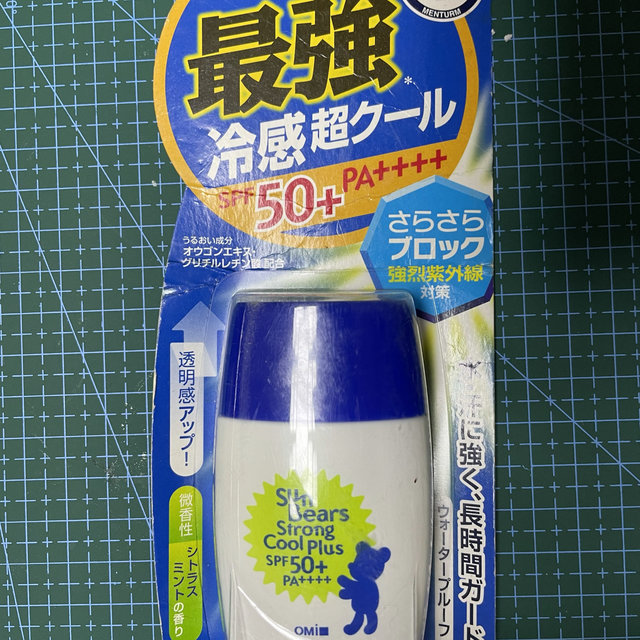 MENTURM
最強
冷感超クール*
SPF50+PA++++
さらさら
ブロック
強烈紫外線
対策
うるおい成分
オウゴンエキス、
グリチルレチン酸 配合
透明感アップ!
に強く、長時間ガード
ウォータープルーフ
微香性
シトラス
ミントの香り
Sun
Bears
Strong
Cool Plus
SPF50+
PA++++
OMi